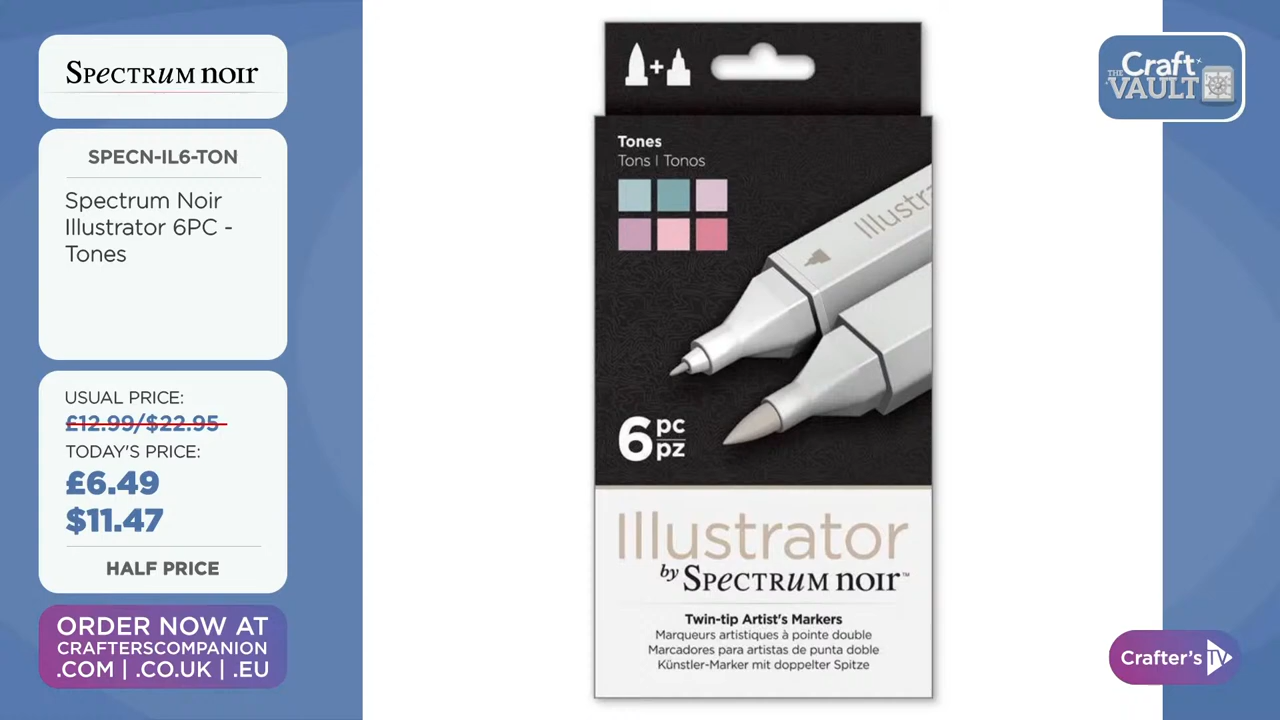 SPECTRUM NOIR
SPECN-IL6-TON
Spectrum Noir
Illustrator 6PC -
Tones
USUAL PRICE:
£12.99/$22.95
TODAY'S PRICE:
£6.49
$11.47
HALF PRICE
ORDER NOW AT
CRAFTERSCOMPANION
.COM | .CO.UK | .EU
+
Tones
Tons | Tonos
Illustr
6 pc
pz
Illustrator
by SPECTRUM NOIR™
Twin-tip Artist's Markers
Marqueurs artistiques à pointe double
Marcadores para artistas de punta doble
Künstler-Marker mit doppelter Spitze
THE Craft
VAULT
Crafter's TV